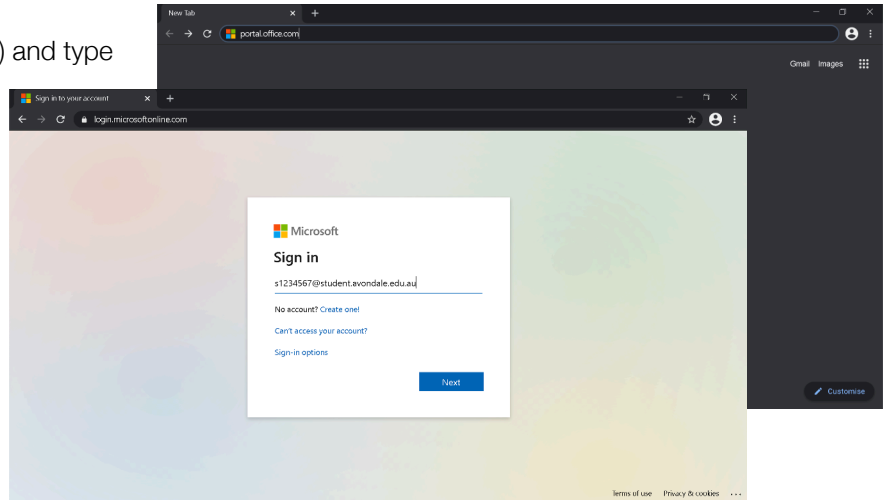 ) and type
New Tab
portal.office.com
Gmail Images
Sign in to your account
login.microsoftonline.com
Microsoft
Sign in
s1234567@student.avondale.edu.au
No account? Create one!
Can't access your account?
Sign-in options
Next
Customise
Terms of use Privacy & cookies ...